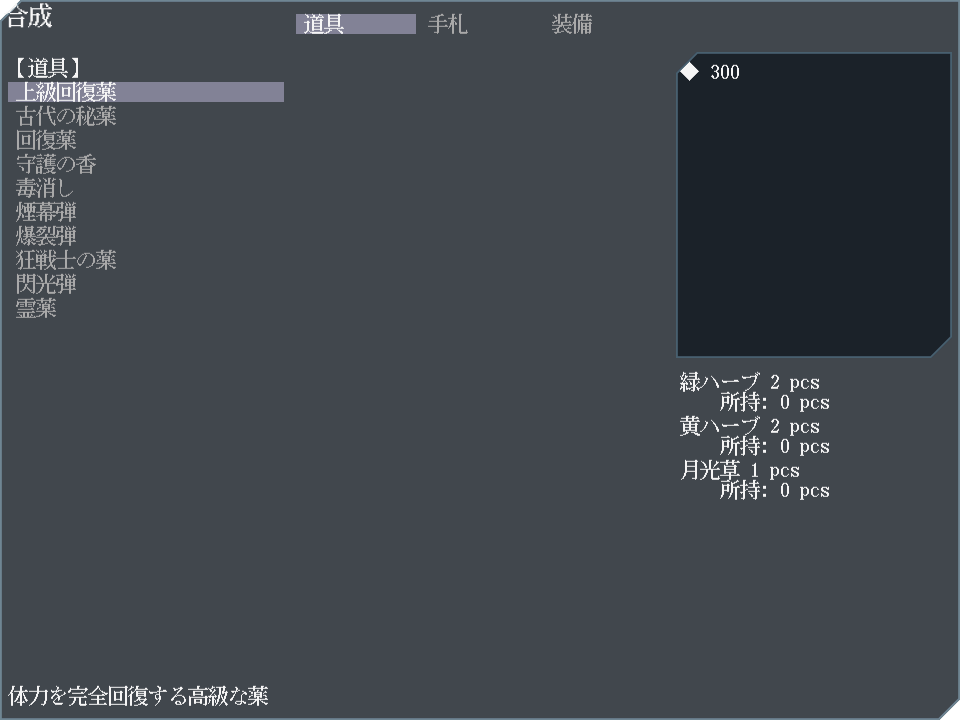 合成
道具 手札 装備
【道具】
上級回復薬
古代の秘薬
回復薬
守護の香
毒消し
煙幕弾
爆裂弾
狂戦士の薬
閃光弾
霊薬
300
緑ハーブ 2 pcs
所持: 0 pcs
黄ハーブ 2 pcs
所持: 0 pcs
月光草 1 pcs
所持: 0 pcs
体力を完全回復する高級な薬